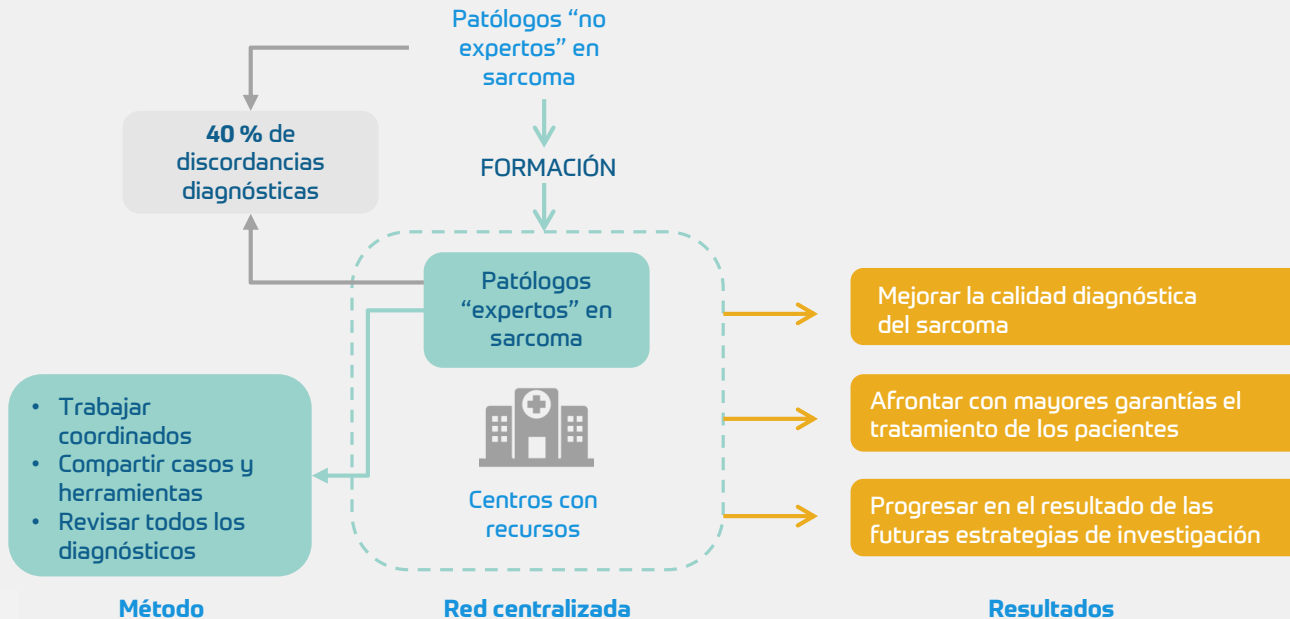 Patólogos “no
expertos” en
sarcoma
40 % de
discordancias
diagnósticas
FORMACIÓN
Patólogos
“expertos” en
sarcoma
Centros con
recursos
• Trabajar
coordinados
• Compartir casos y
herramientas
• Revisar todos los
diagnósticos
Mejorar la calidad diagnóstica
del sarcoma
Afrontar con mayores garantías el
tratamiento de los pacientes
Progresar en el resultado de las
futuras estrategias de investigación
Método
Red centralizada
Resultados